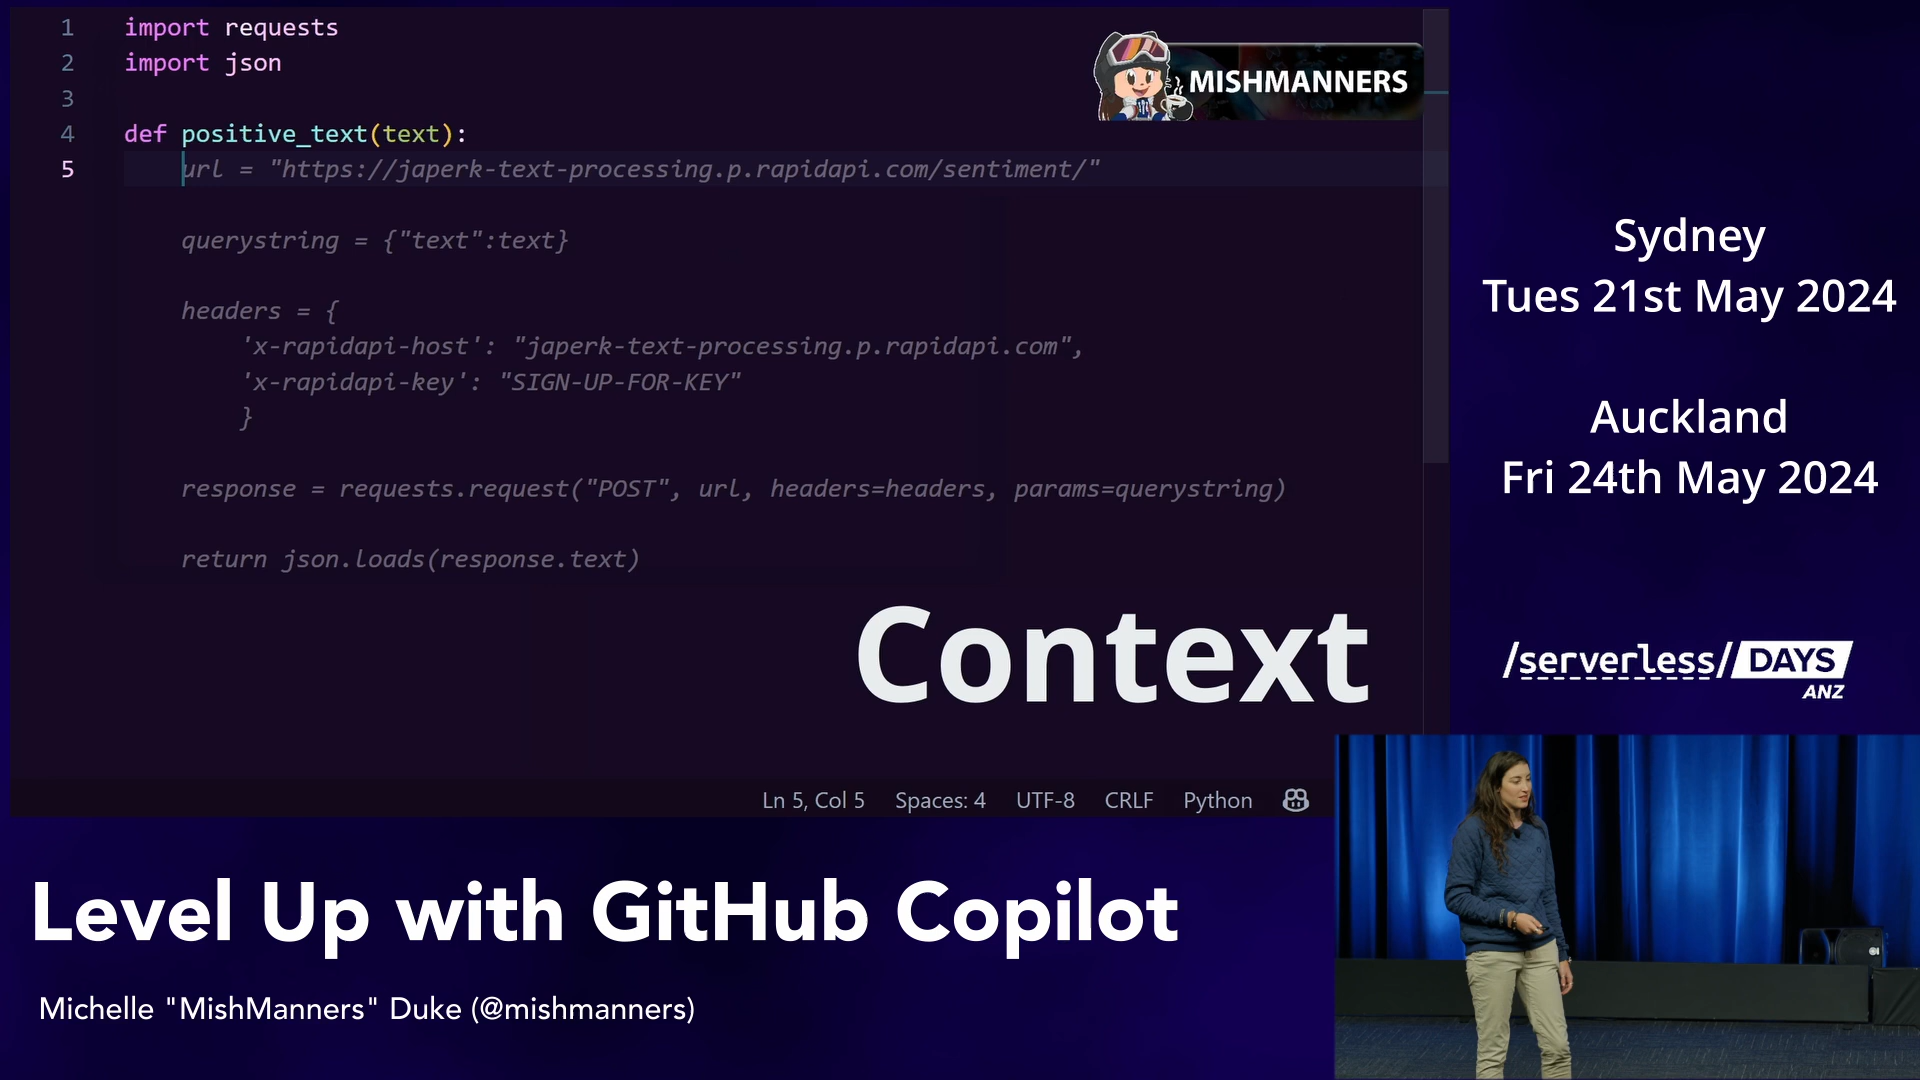 1 import requests
2 import json
3
4 def positive_text(text):
5 url = "https://japerk-text-processing.p.rapidapi.com/sentiment/"
querystring = {"text":text}
headers = {
'x-rapidapi-host': "japerk-text-processing.p.rapidapi.com",
'x-rapidapi-key': "SIGN-UP-FOR-KEY"
}
response = requests.request("POST", url, headers=headers, params=querystring)
return json.loads(response.text)
MISHMANNERS
Context
Ln 5, Col 5 Spaces: 4 UTF-8 CRLF Python
Sydney
Tues 21st May 2024
Auckland
Fri 24th May 2024
/serverless/DAYS
ANZ
Level Up with GitHub Copilot
Michelle "MishManners" Duke (@mishmanners)